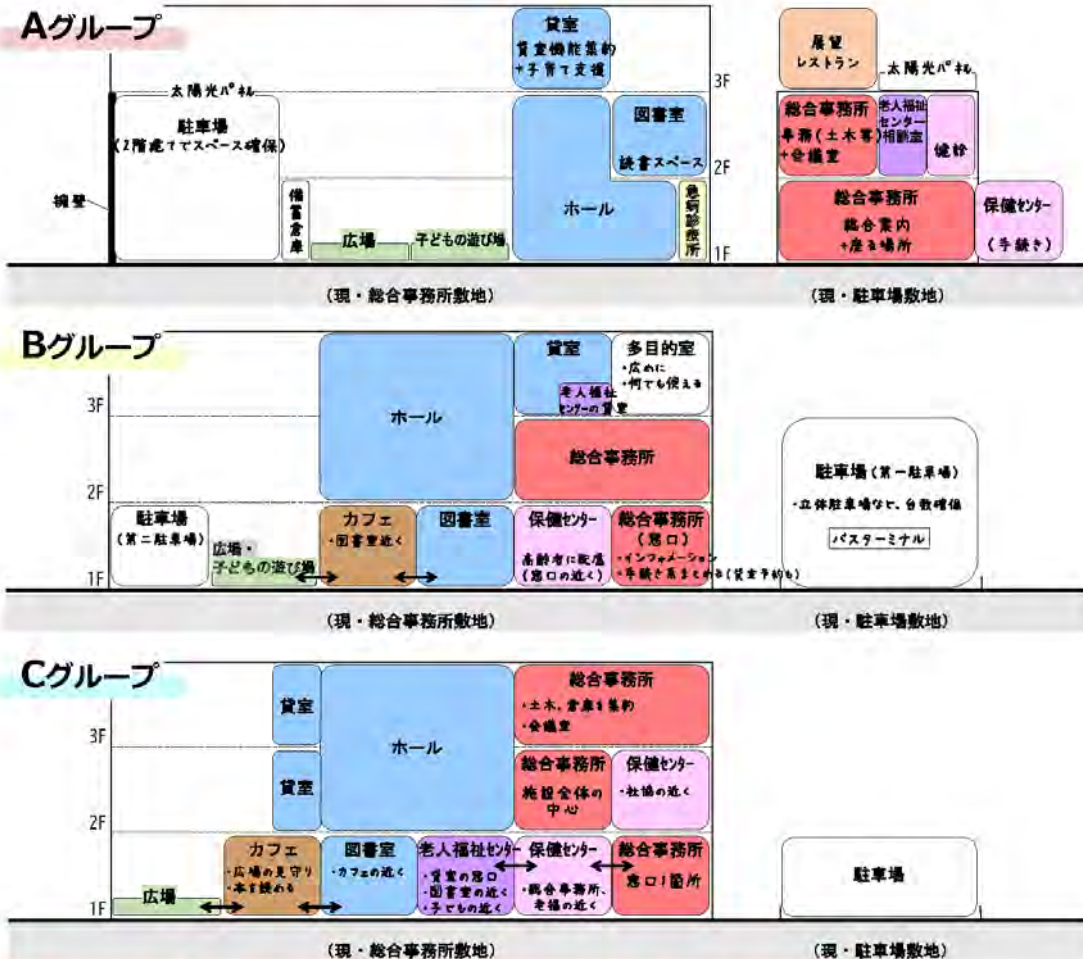 Aグループ
貸室
貸室機能集約
+子育て支援
展望
レストラン
太陽光パネル
3F
太陽光パネル
駐車場
(2階建てでスペース確保)
図書室
読書スペース
総合事務所
事務(土木等)
+会議室
老人福祉
センター
相談室
健診
2F
擁壁
備蓄倉庫
広場
子どもの遊び場
ホール
急病診療所
総合事務所
総合案内
+座る場所
保健センター
(手続き)
1F
(現・総合事務所敷地)
(現・駐車場敷地)
Bグループ
ホール
貸室
老人福祉
センターの貸室
多目的室
・広めに
・何でも使える
3F
総合事務所
2F
駐車場
(第二駐車場)
広場・
子どもの遊び場
カフェ
・図書室近く
図書室
保健センター
高齢者に配慮
(窓口の近く)
総合事務所
(窓口)
・インフォメーション
・手続き系まとめる(貸室予約も)
駐車場(第一駐車場)
・立体駐車場など、台数確保
バスターミナル
1F
(現・総合事務所敷地)
(現・駐車場敷地)
Cグループ
貸室
ホール
総合事務所
・土木、倉庫も集約
・会議室
3F
貸室
総合事務所
施設全体の
中心
保健センター
・社協の近く
2F
広場
カフェ
・広場の見守り
・本も読める
図書室
・カフェの近く
老人福祉センター
・貸室の窓口
・図書室の近く
・子どもの近く
保健センター
・総合事務所、
老福の近く
総合事務所
窓口1箇所
駐車場
1F
(現・総合事務所敷地)
(現・駐車場敷地)